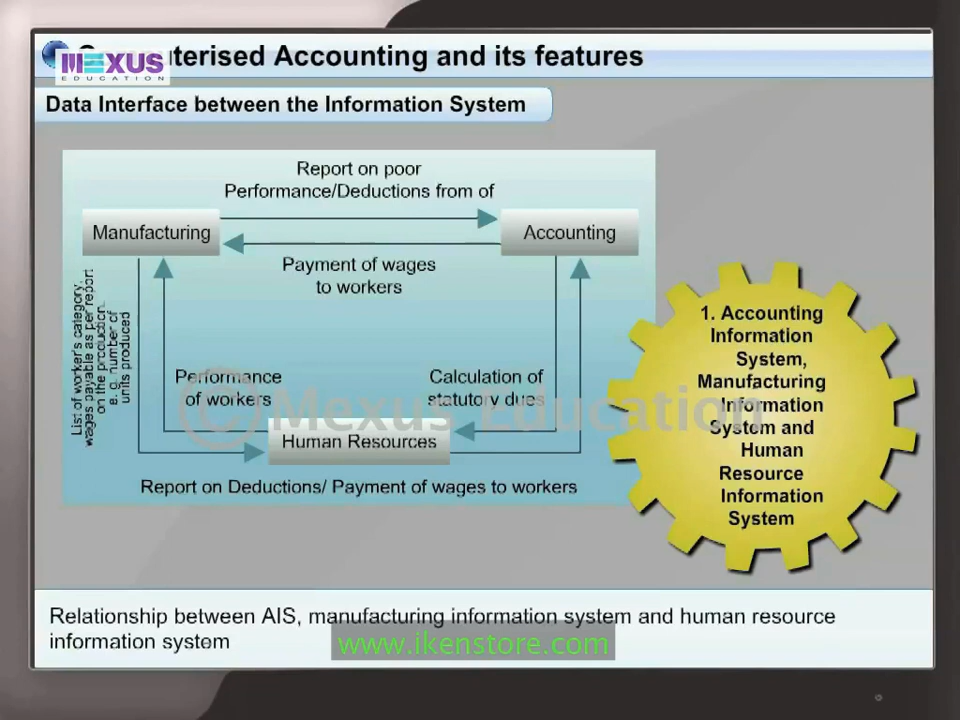 Computerised Accounting and its features
MEXUS
EDUCATION
Data Interface between the Information System
Report on poor
Performance/Deductions from of
Manufacturing
Accounting
Payment of wages
to workers
List of worker's category,
wages payable as per report
on the production.
e. g. number of
units produced
Performance
of workers
Calculation of
statutory dues
© Mexus Education
Human Resources
Report on Deductions/ Payment of wages to workers
1. Accounting
Information
System,
Manufacturing
Information
System and
Human
Resource
Information
System
Relationship between AIS, manufacturing information system and human resource
information system
www.ikenstore.com